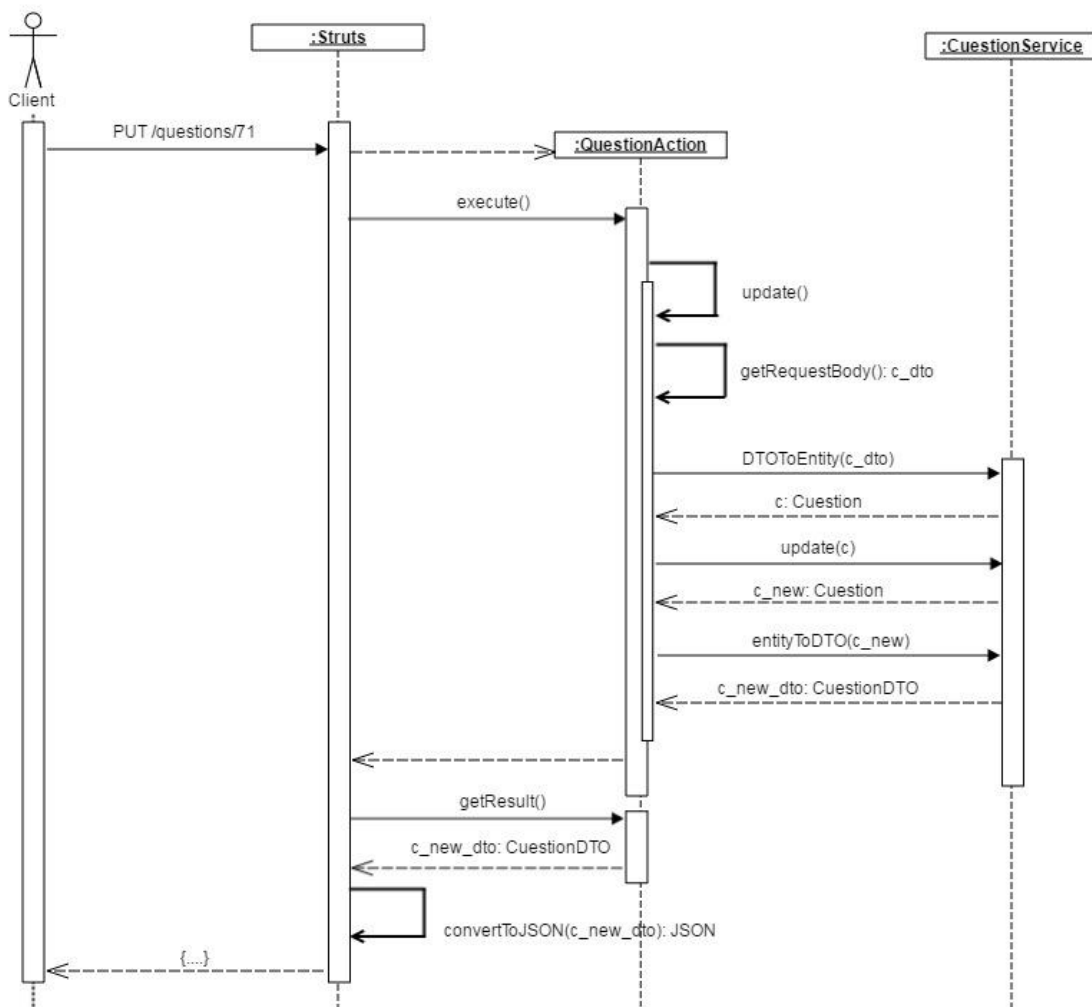 :Struts
:CuestionService
Client
PUT /questions/71
:QuestionAction
execute()
update()
getRequestBody(): c_dto
DTOToEntity(c_dto)
c: Cuestion
update(c)
c_new: Cuestion
entityToDTO(c_new)
c_new_dto: CuestionDTO
getResult()
c_new_dto: CuestionDTO
convertToJSON(c_new_dto): JSON
{....}